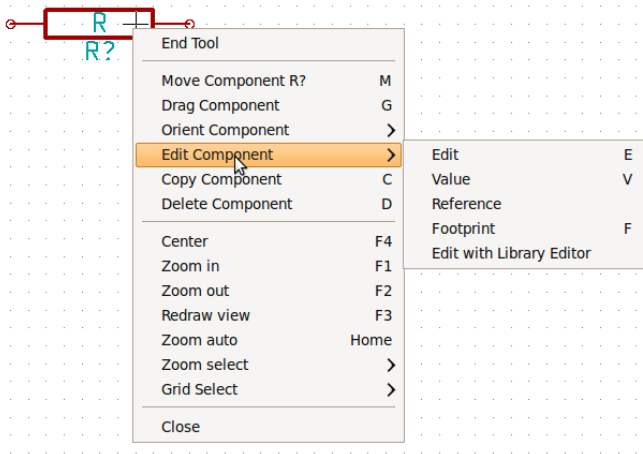 R
R?
End Tool
Move Component R? M
Drag Component G
Orient Component
Edit Component
Copy Component C
Delete Component D
Center F4
Zoom in F1
Zoom out F2
Redraw view F3
Zoom auto Home
Zoom select
Grid Select
Close
Edit E
Value V
Reference
Footprint F
Edit with Library Editor